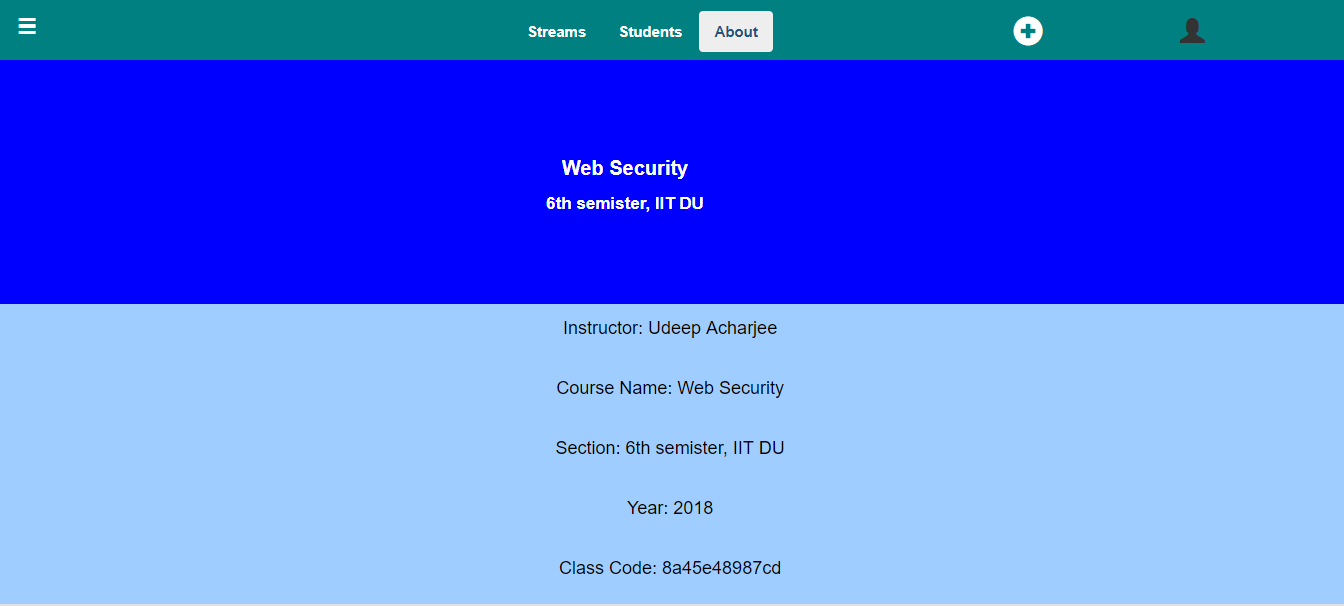 Streams Students About
Web Security
6th semister, IIT DU
Instructor: Udeep Acharjee
Course Name: Web Security
Section: 6th semister, IIT DU
Year: 2018
Class Code: 8a45e48987cd